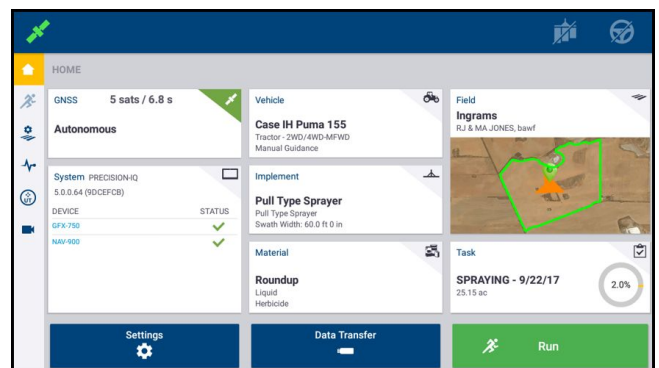 HOME
GNSS 5 sats / 6.8 s
Autonomous
Vehicle
Case IH Puma 155
Tractor - 2WD/4WD-MFWD
Manual Guidance
Field
Ingrams
RJ & MA JONES, bawf
System PRECISION-IQ
5.0.0.64 (9DCEFCB)
DEVICE STATUS
GFX-750
NAV-900
Implement
Pull Type Sprayer
Pull Type Sprayer
Swath Width: 60.0 ft 0 in
Material
Roundup
Liquid
Herbicide
Task
SPRAYING - 9/22/17
25.15 ac
2.0%
Settings
Data Transfer
Run
UT